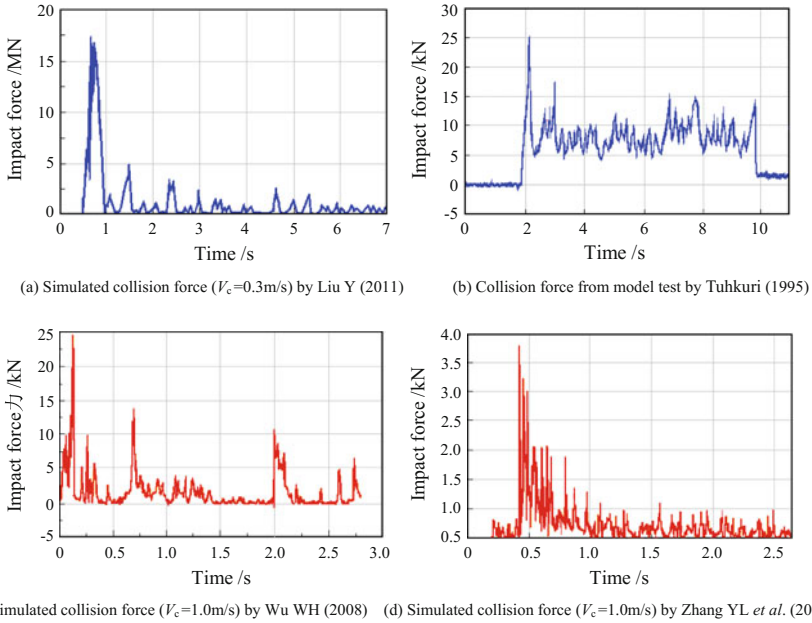 20
15
10
5
0
Impact force /MN
0 1 2 3 4 5 6 7
Time /s
(a) Simulated collision force (Vc=0.3m/s) by Liu Y (2011)
30
25
20
15
10
5
0
-5
Impact force /kN
0 2 4 6 8 10
Time /s
(b) Collision force from model test by Tuhkuri (1995)
25
20
15
10
5
0
-5
Impact force力 /kN
0 0.5 1.0 1.5 2.0 2.5 3.0
Time /s
Simulated collision force (Vc=1.0m/s) by Wu WH (2008)
4.0
3.5
3.0
2.5
2.0
1.5
1.0
0.5
Impact force /kN
0 0.5 1.0 1.5 2.0 2.5
Time /s
(d) Simulated collision force (Vc=1.0m/s) by Zhang YL et al. (20